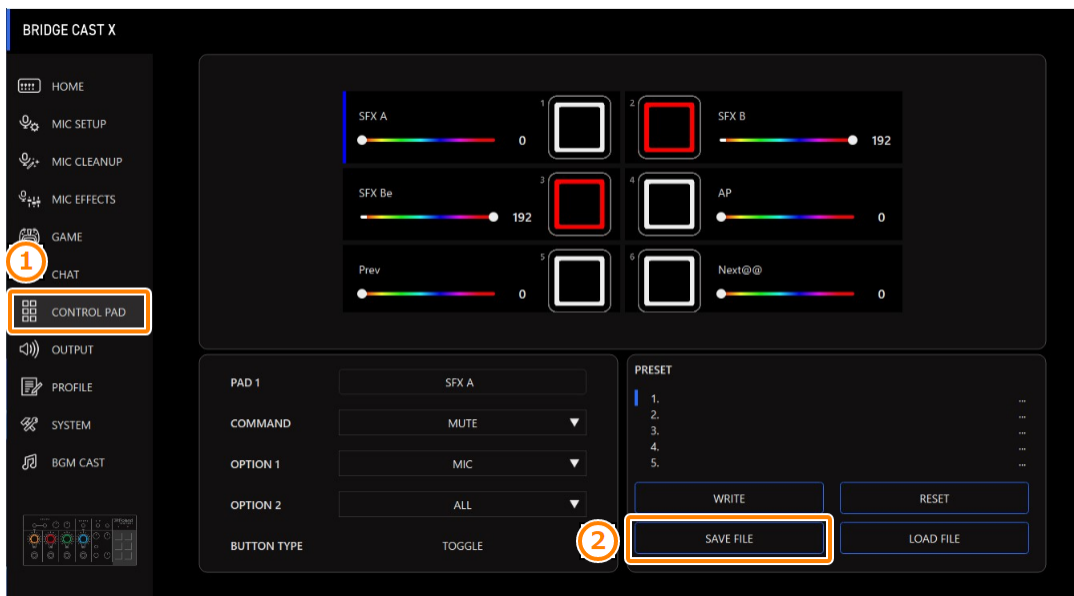 BRIDGE CAST X
HOME
MIC SETUP
MIC CLEANUP
MIC EFFECTS
GAME
1
CHAT
CONTROL PAD
OUTPUT
PROFILE
SYSTEM
BGM CAST
SFX A
0
1
2
SFX B
192
SFX Be
192
3
4
AP
0
Prev
0
5
6
Next@@
0
PAD 1 SFX A
COMMAND MUTE
OPTION 1 MIC
OPTION 2 ALL
BUTTON TYPE TOGGLE
PRESET
1. ...
2. ...
3. ...
4. ...
5. ...
WRITE RESET
2
SAVE FILE LOAD FILE